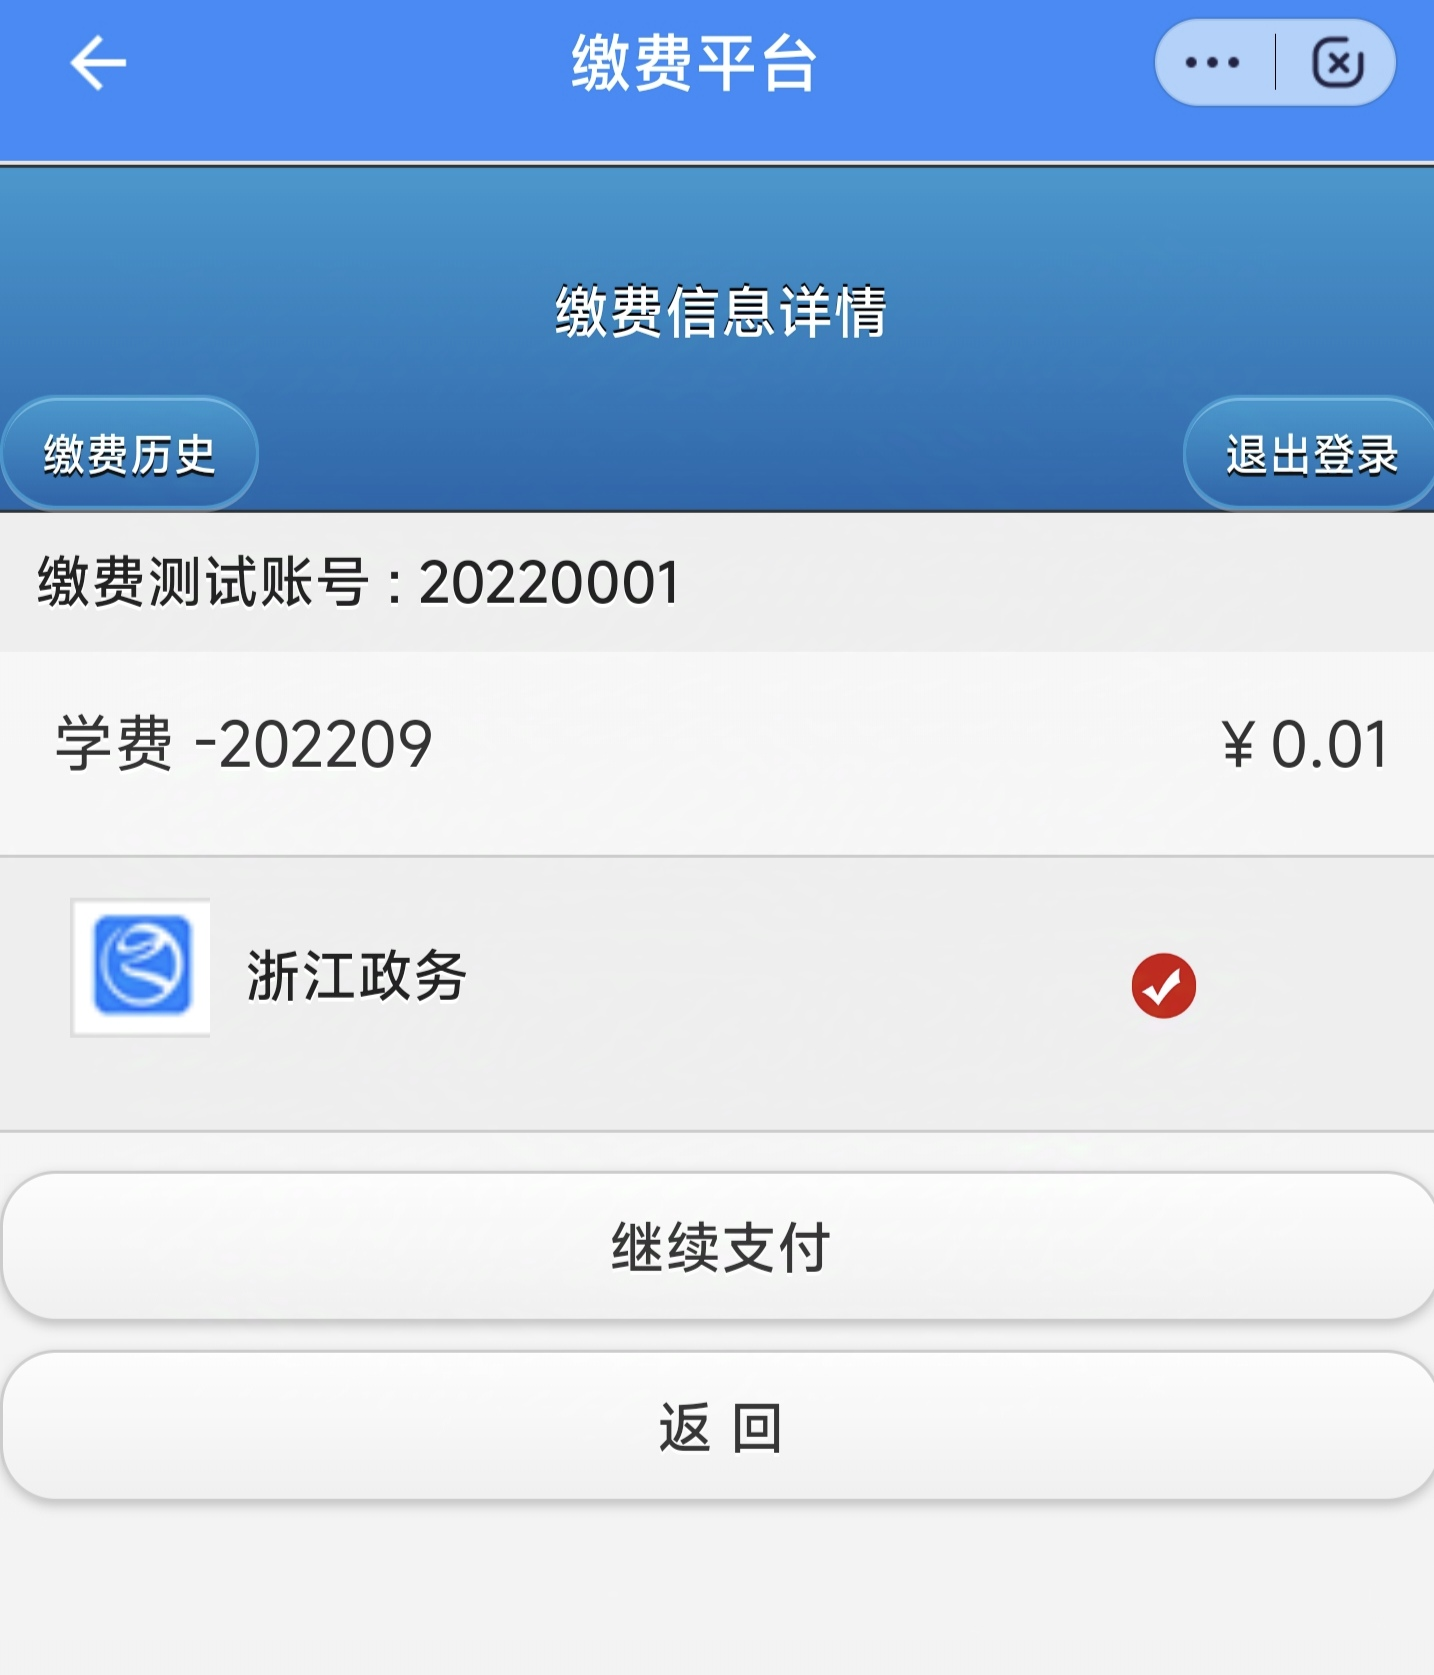 缴费平台
缴费信息详情
缴费历史
退出登录
缴费测试账号：20220001
学费 -202209
￥0.01
浙江政务
继续支付
返 回